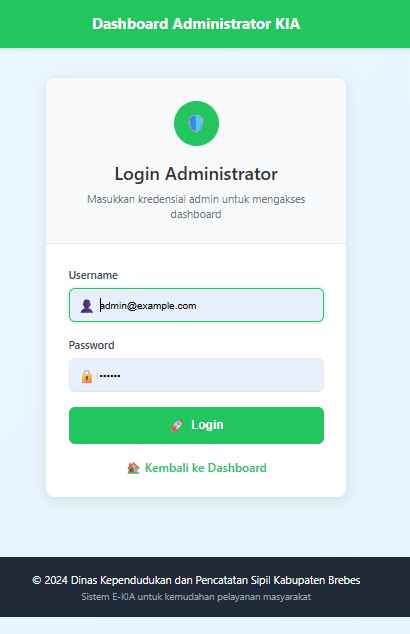 Dashboard Administrator KIA
Login Administrator
Masukkan kredensial admin untuk mengakses
dashboard
Username
admin@example.com
Password
••••••
Login
Kembali ke Dashboard
© 2024 Dinas Kependudukan dan Pencatatan Sipil Kabupaten Brebes
Sistem E-KIA untuk kemudahan pelayanan masyarakat